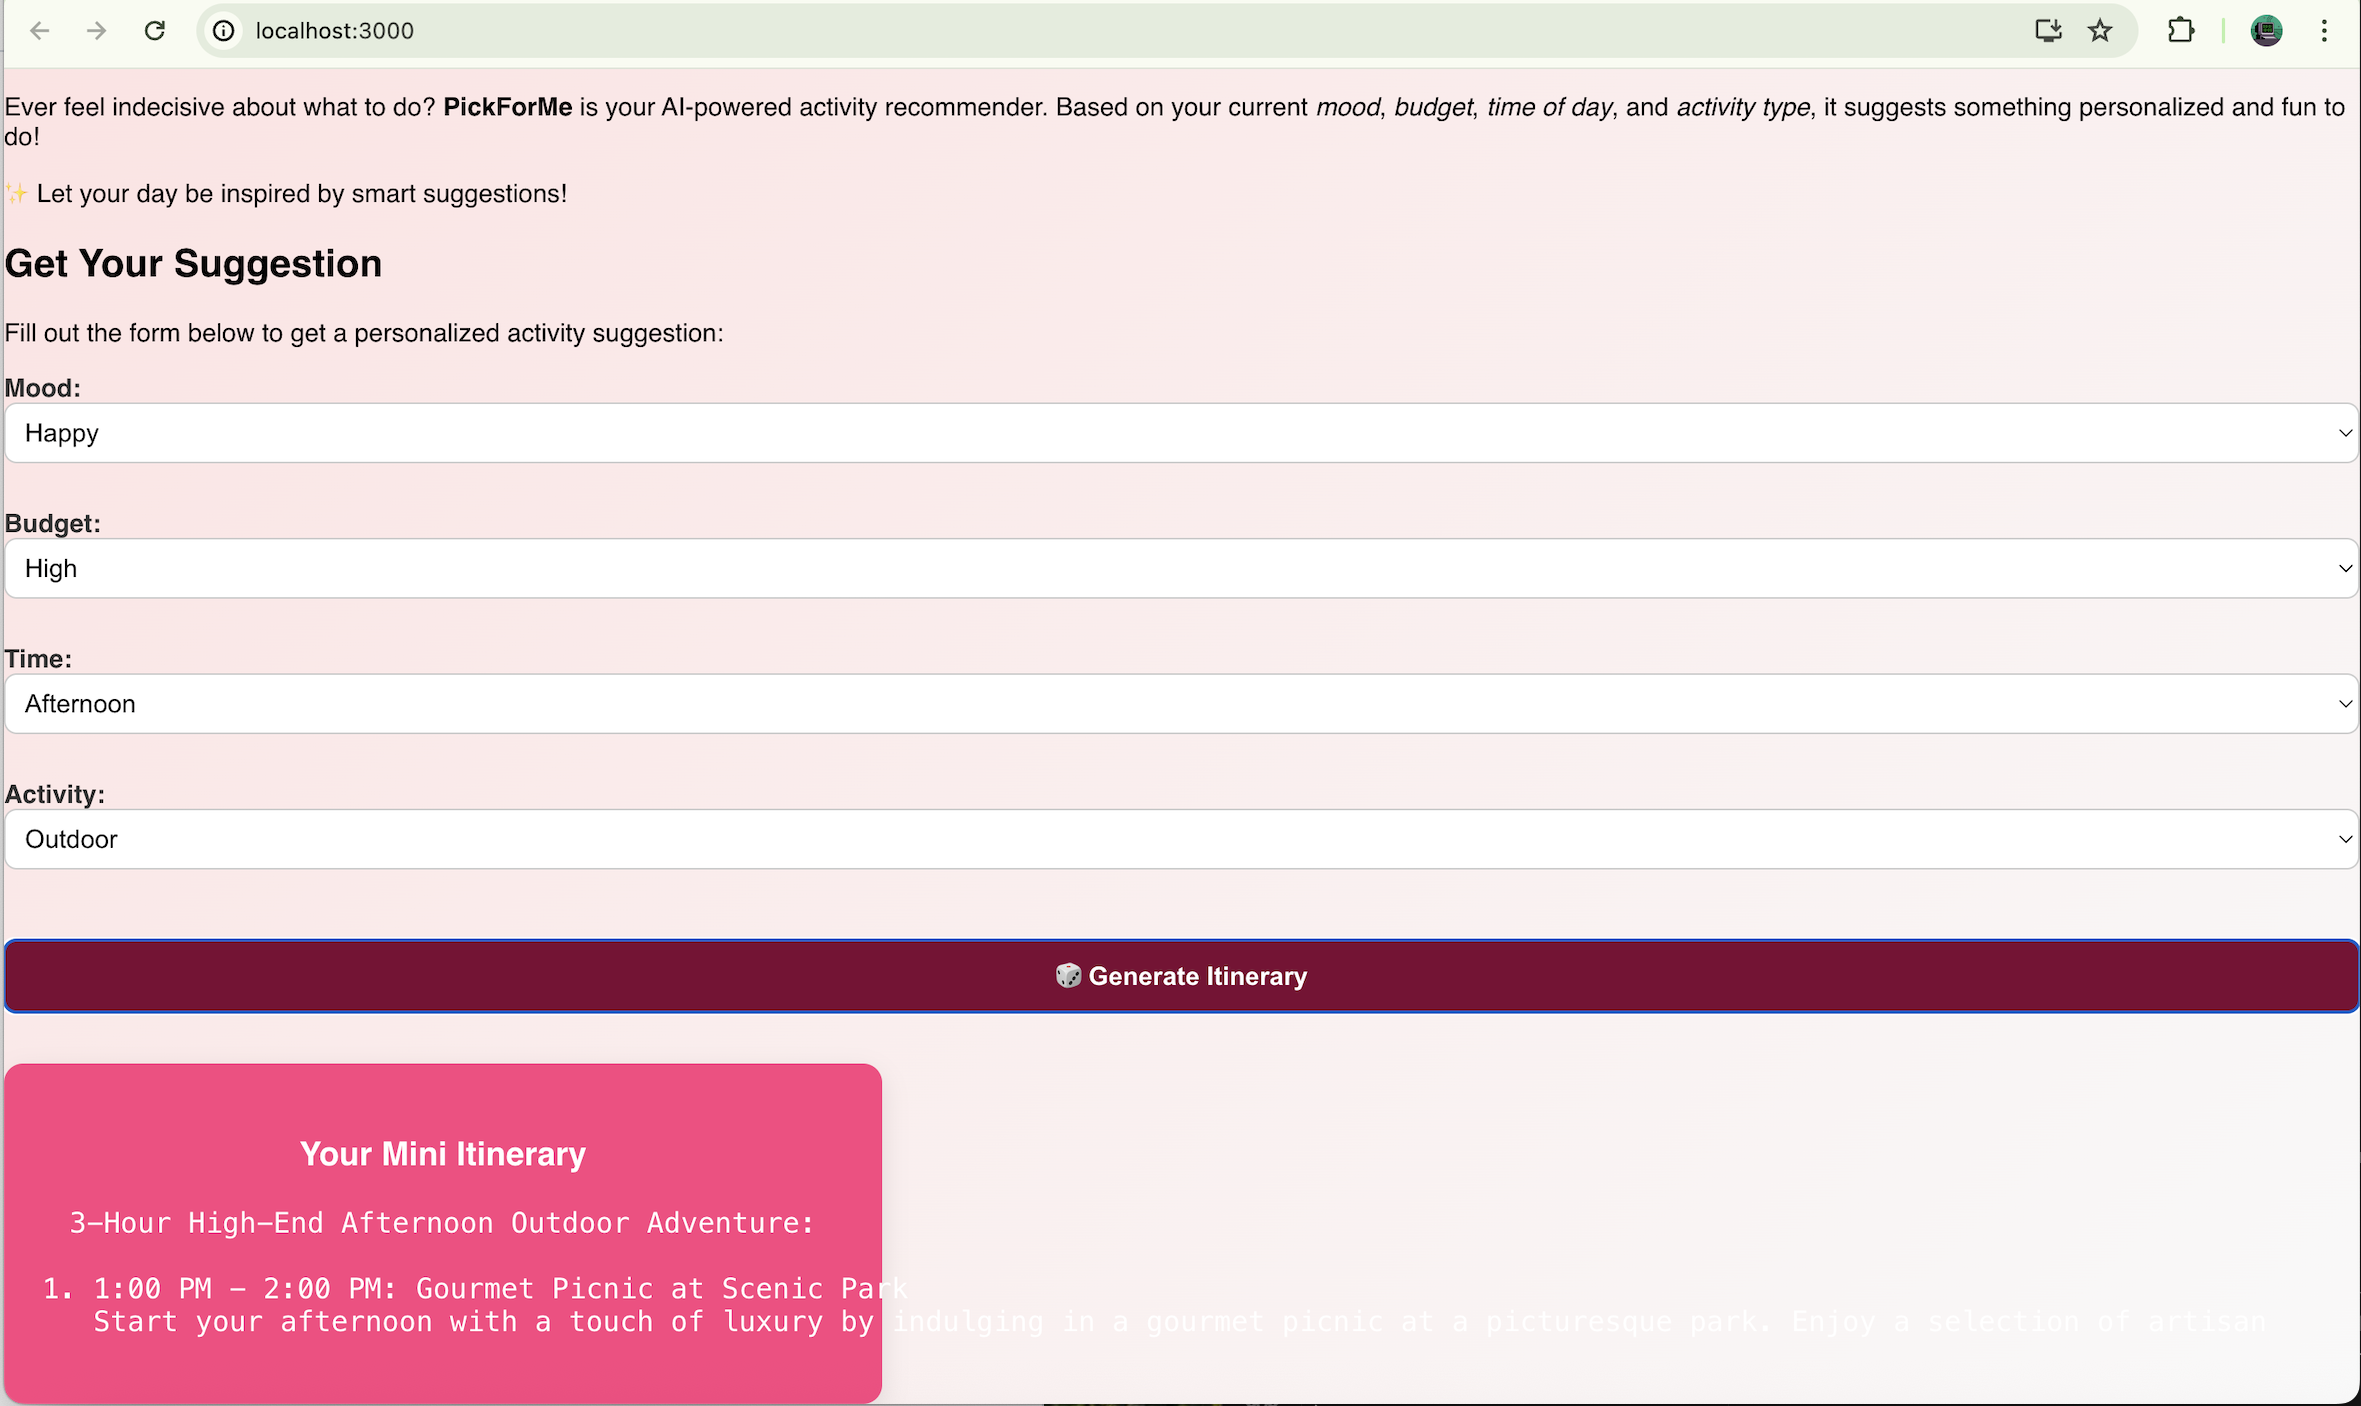 localhost:3000
Ever feel indecisive about what to do? PickForMe is your AI-powered activity recommender. Based on your current mood, budget, time of day, and activity type, it suggests something personalized and fun to
do!
✨ Let your day be inspired by smart suggestions!
Get Your Suggestion
Fill out the form below to get a personalized activity suggestion:
Mood:
Happy
Budget:
High
Time:
Afternoon
Activity:
Outdoor
🎲 Generate Itinerary
Your Mini Itinerary
3-Hour High-End Afternoon Outdoor Adventure:
1. 1:00 PM - 2:00 PM: Gourmet Picnic at Scenic Park
Start your afternoon with a touch of luxury by indulging in a gourmet picnic at a picturesque park. Enjoy a selection of artisan